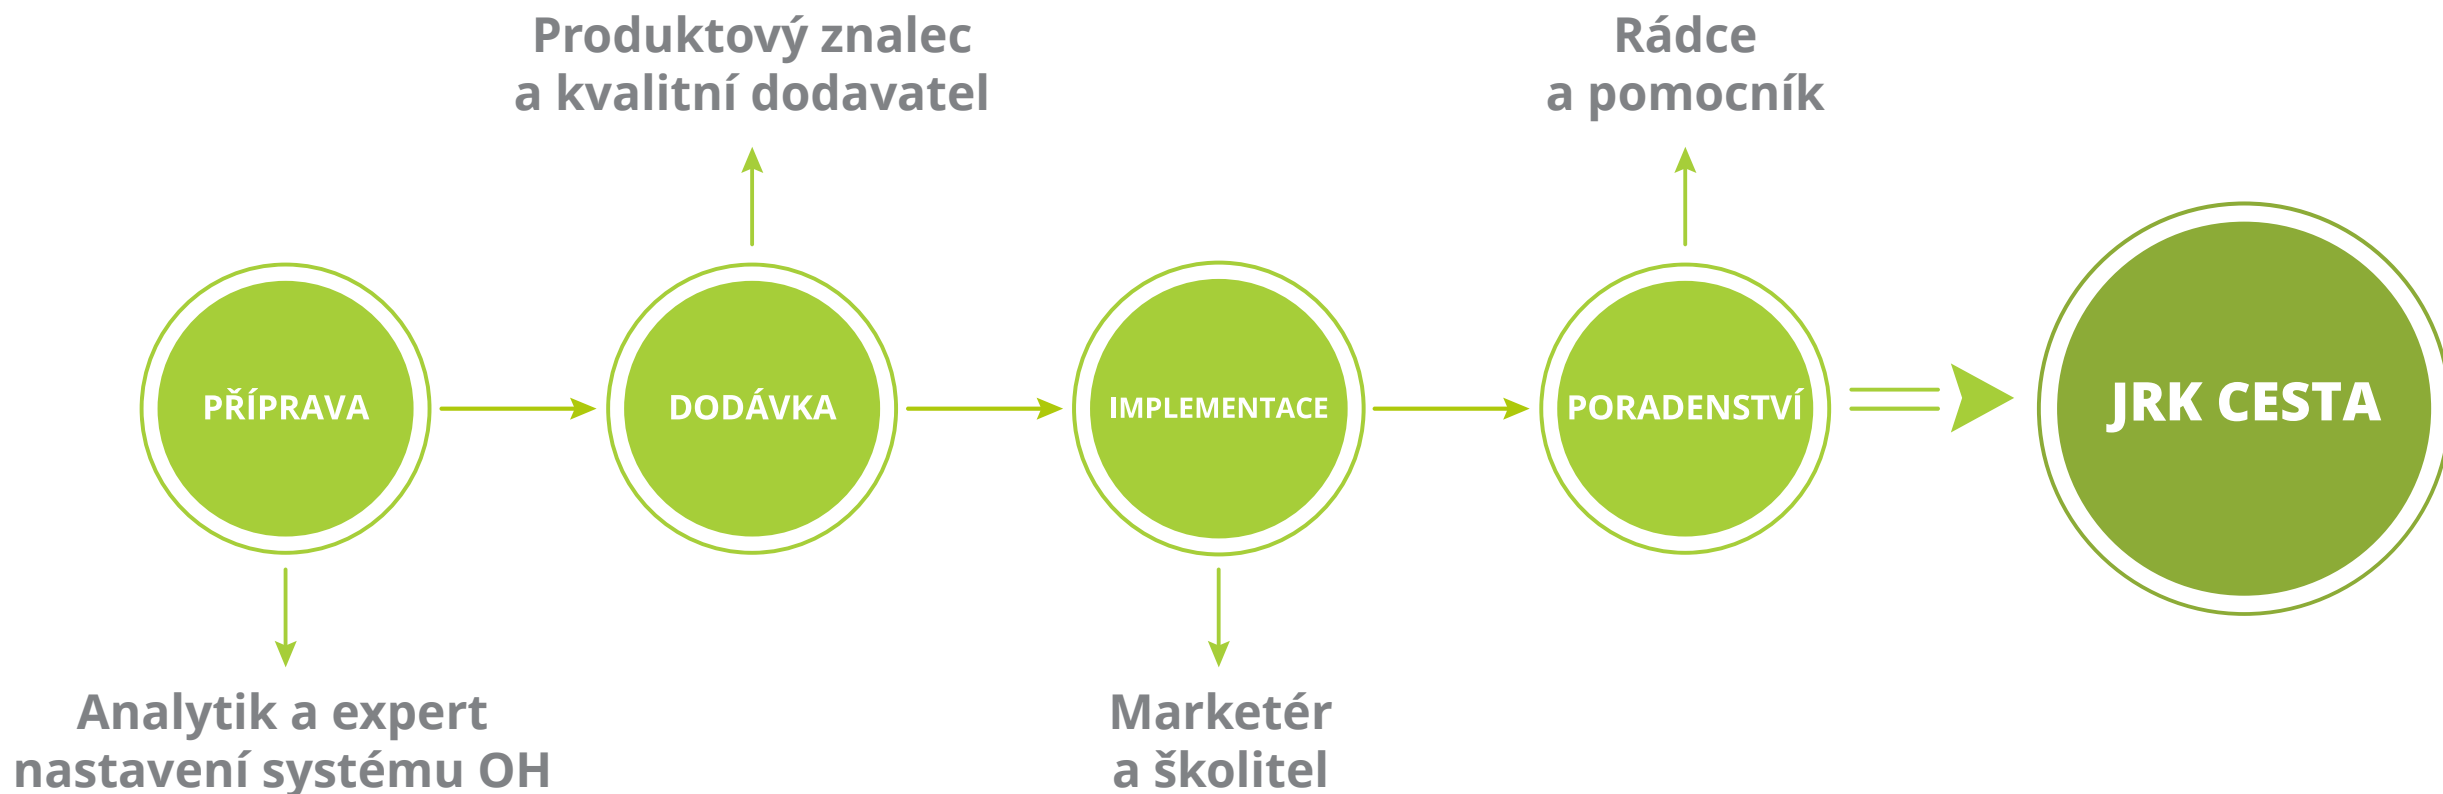 Produktový znalec
a kvalitní dodavatel
Rádce
a pomocník
PŘÍPRAVA
DODÁVKA
IMPLEMENTACE
PORADENSTVÍ
JRK CESTA
Analytik a expert
nastavení systému OH
Marketér
a školitel